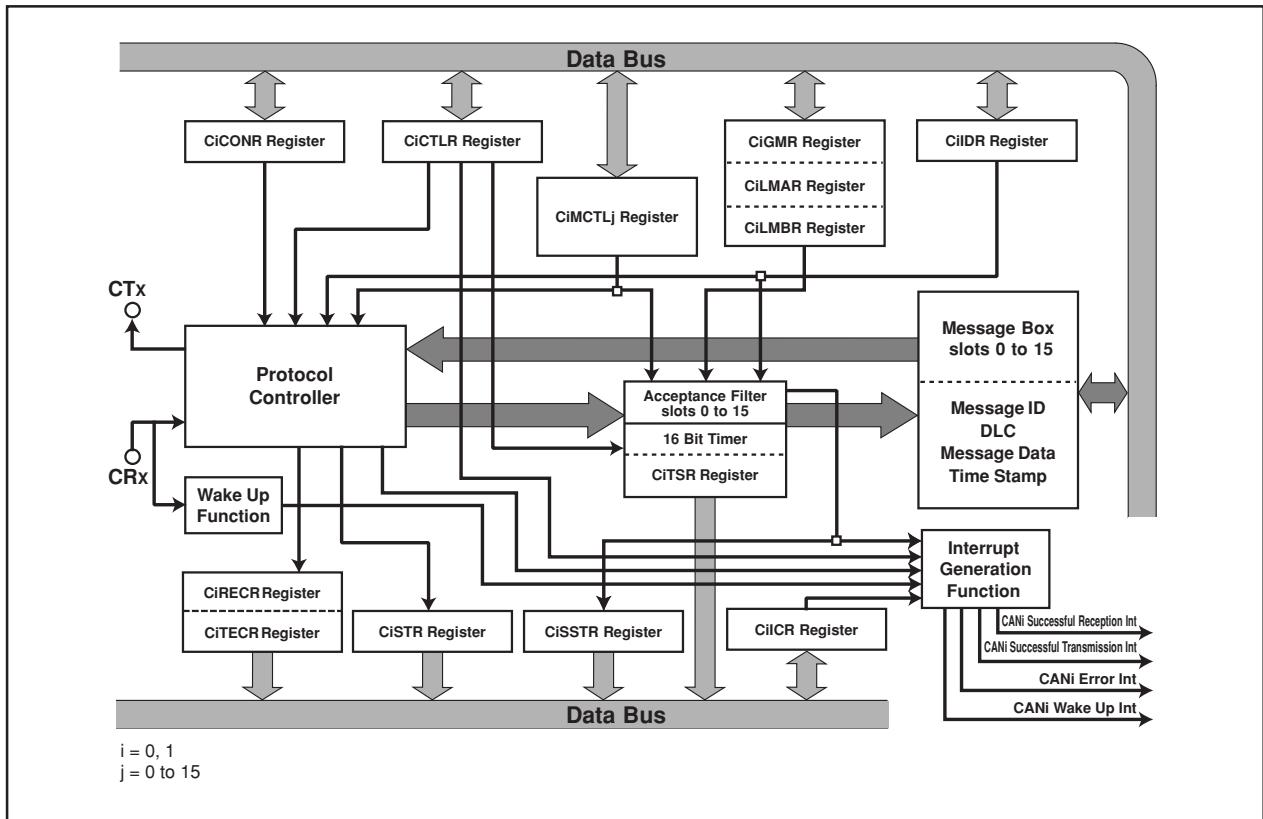 Data Bus
CiCONR Register
CiCTLR Register
CiGMR Register
CiIDR Register
CiLMAR Register
CiMCTLj Register
CiLMBR Register
CTx
Message Box
slots 0 to 15
Protocol
Controller
Acceptance Filter
slots 0 to 15
Message ID
DLC
Message Data
Time Stamp
16 Bit Timer
CiTSR Register
CRx
Wake Up
Function
Interrupt
Generation
Function
CiRECR Register
CiTECR Register
CiSTR Register
CiSSTR Register
CiICR Register
CANi Successful Reception Int
CANi Successful Transmission Int
CANi Error Int
CANi Wake Up Int
Data Bus
i = 0, 1
j = 0 to 15